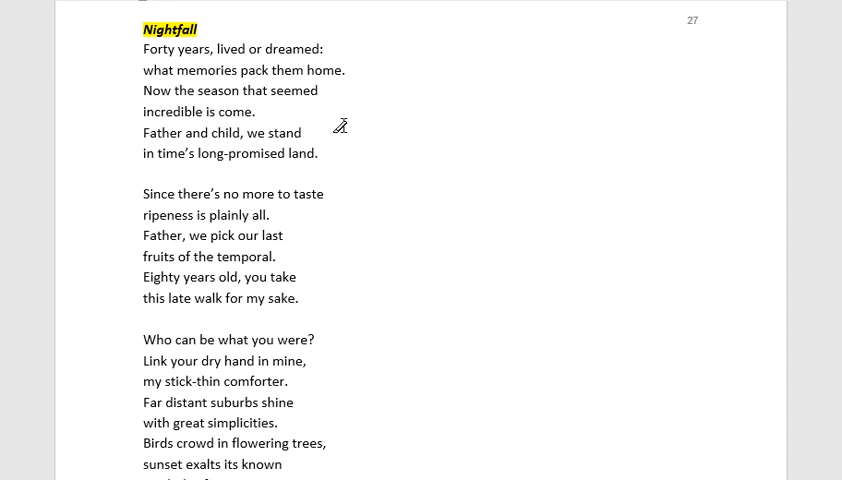 27
Nightfall
Forty years, lived or dreamed:
what memories pack them home.
Now the season that seemed
incredible is come.
Father and child, we stand
in time’s long-promised land.
Since there’s no more to taste
ripeness is plainly all.
Father, we pick our last
fruits of the temporal.
Eighty years old, you take
this late walk for my sake.
Who can be what you were?
Link your dry hand in mine,
my stick-thin comforter.
Far distant suburbs shine
with great simplicities.
Birds crowd in flowering trees,
sunset exalts its known